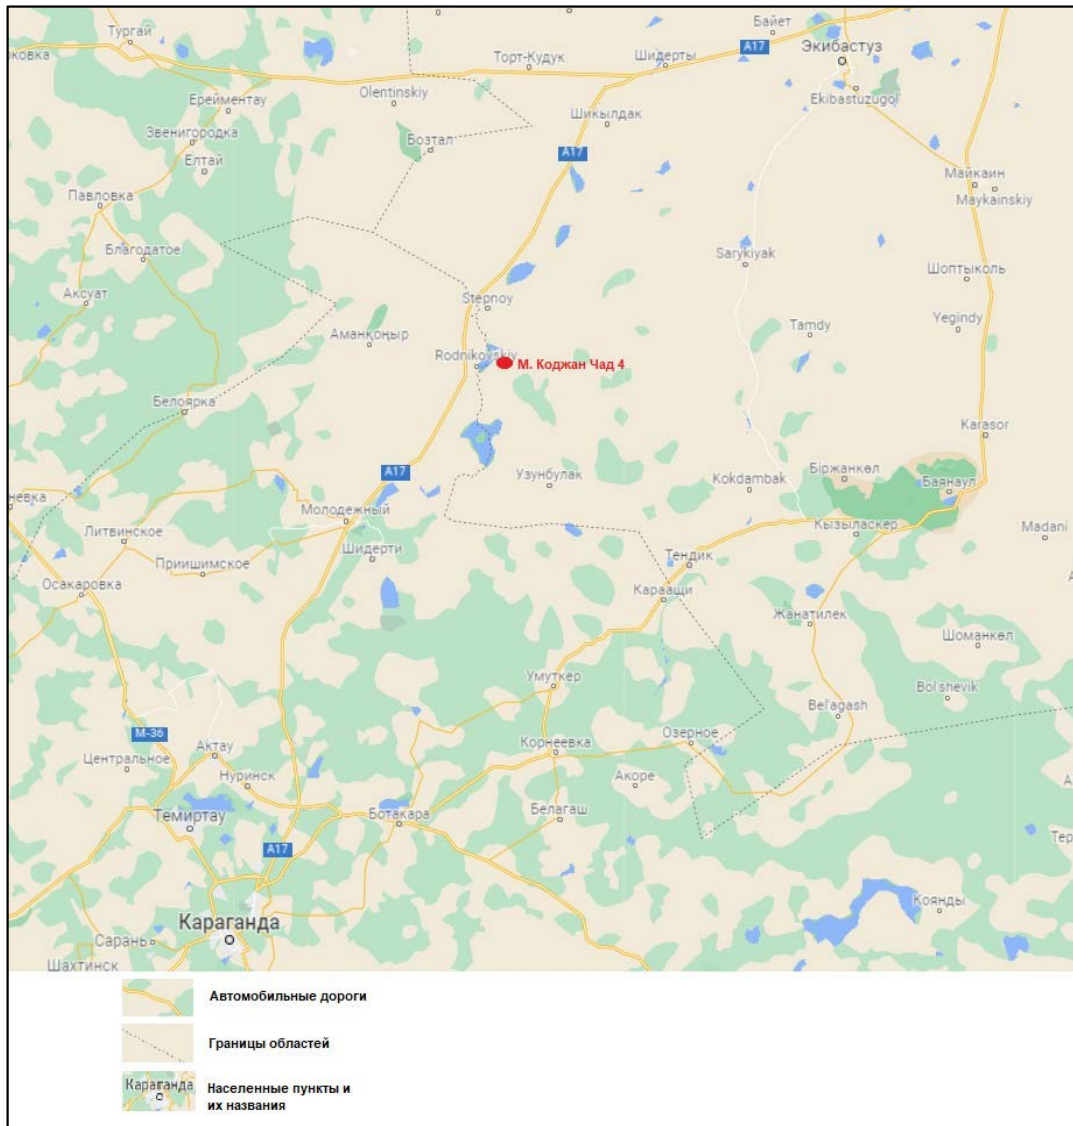 Тургай
Байет
A17
Экибастуз
Торт-Кудук
Шидерты
Ekibastuzugol'
Olentinskiy
Ерейментау
Шикылдак
Звенигородка
Бозтал
A17
Елтай
Майкаин
Maykainskiy
Павловка
Благодатое
Sarykiyak
Шоптыколь
Аксуат
Stepnoy
Yegindy
Tamdy
Аманқоңыр
Rodnikovskiy
М. Коджан Чад 4
Белоярка
Karasor
A17
Узунбулак
Біржанкөл
Kokdambak
Баянаул
Молодежный
Кызыласкер
Madani
Литвинское
Шидерти
Тендик
Приишимское
Осакаровка
Караащи
Жанатилек
Шоманкөл
Умуткер
Bol'shevik
Bel'agash
M-36
Озерное
Актау
Корнеевка
Центральное
Нуринск
Акоре
Темиртау
Ботакара
Белагаш
A17
Коянды
Караганда
Сарань
Шахтинск
Автомобильные дороги
Границы областей
Караганда
Населенные пункты и
их названия